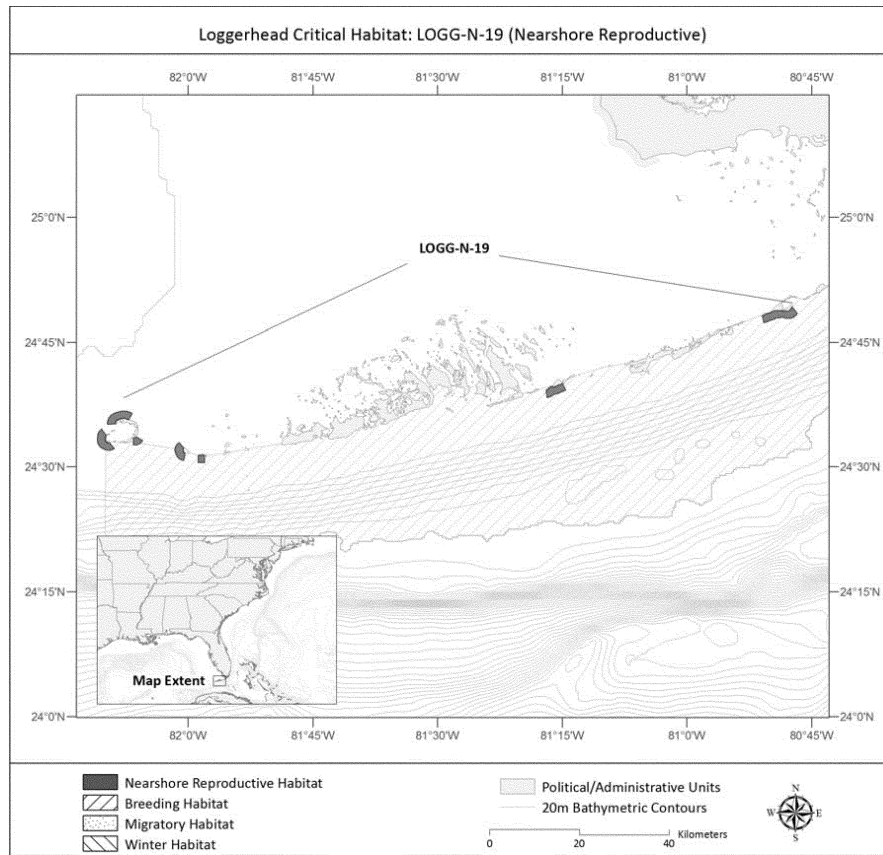 Loggerhead Critical Habitat: LOGG-N-19 (Nearshore Reproductive)
82°0'W 81°45'W 81°30'W 81°15'W 81°0'W 80°45'W
25°0'N 25°0'N
LOGG-N-19
24°45'N 24°45'N
24°30'N 24°30'N
24°15'N 24°15'N
Map Extent
24°0'N 24°0'N
82°0'W 81°45'W 81°30'W 81°15'W 81°0'W 80°45'W
Nearshore Reproductive Habitat
Breeding Habitat
Migratory Habitat
Winter Habitat
Political/Administrative Units
20m Bathymetric Contours
Kilometers
0 20 40
N
W E
S